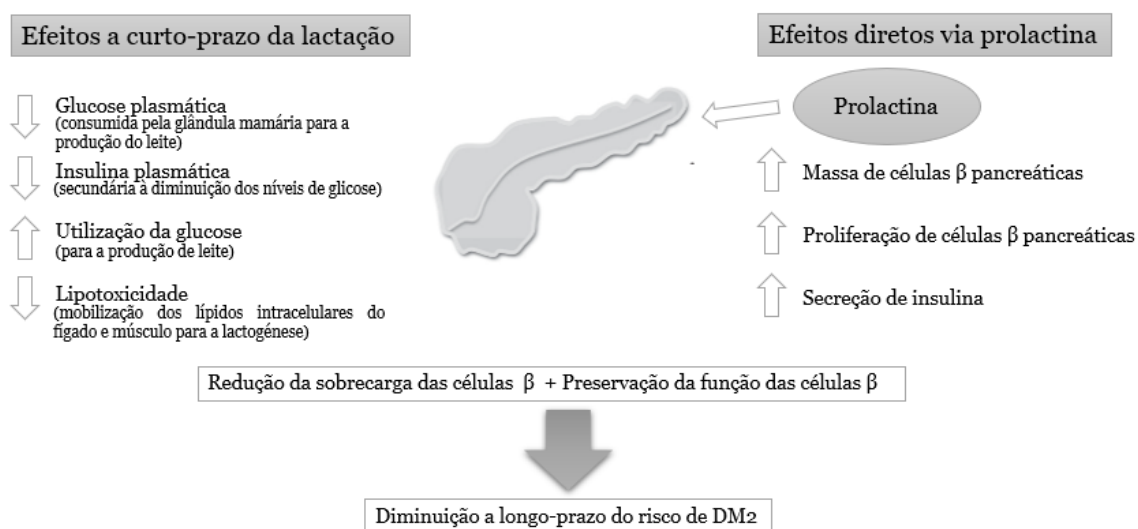 Efeitos a curto-prazo da lactação
Glucose plasmática
(consumida pela glândula mamária para a
produção do leite)
Insulina plasmática
(secundária à diminuição dos níveis de glicose)
Utilização da glucose
(para a produção de leite)
Lipotoxicidade
(mobilização dos lípidos intracelulares do
fígado e músculo para a lactogénese)
Efeitos diretos via prolactina
Prolactina
Massa de células β pancreáticas
Proliferação de células β pancreáticas
Secreção de insulina
Redução da sobrecarga das células β + Preservação da função das células β
Diminuição a longo-prazo do risco de DM2